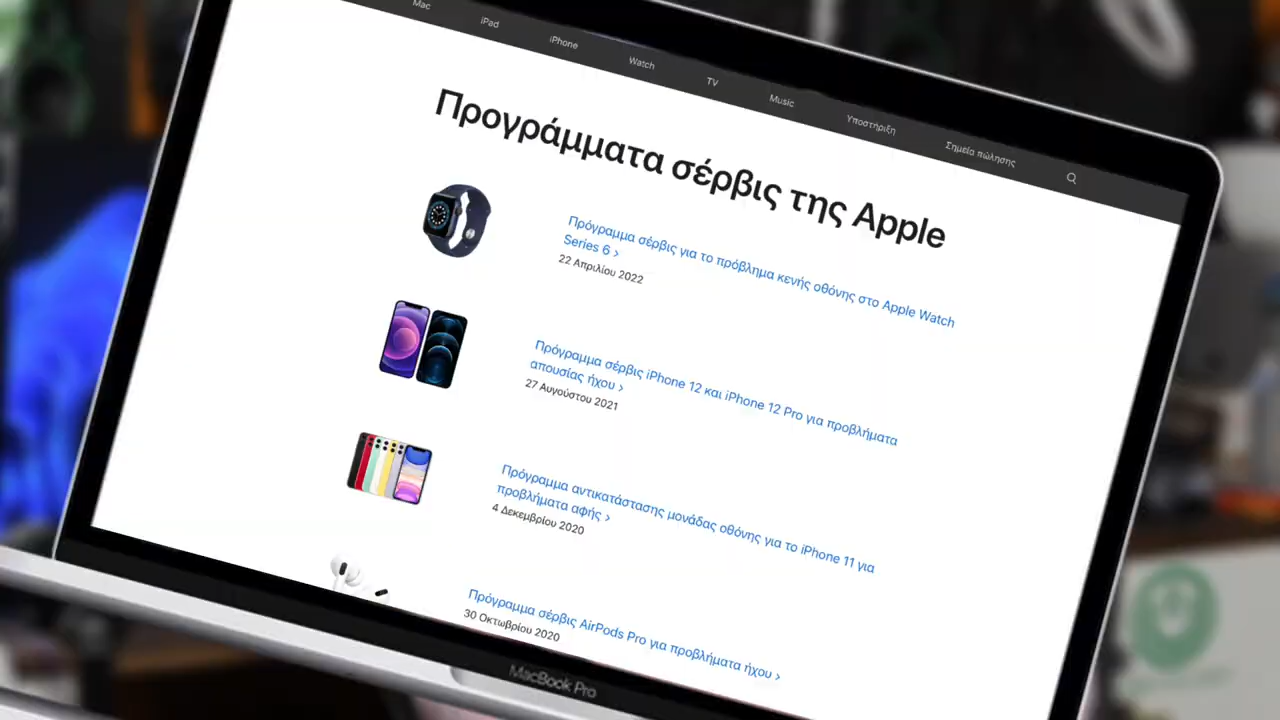 Mac
iPad
iPhone
Watch
TV
Music
Υποστήριξη
Σημεία πώλησης
Προγράμματα σέρβις της Apple
Πρόγραμμα σέρβις για το πρόβλημα κενής οθόνης στο Apple Watch
Series 6 >
22 Απριλίου 2022
Πρόγραμμα σέρβις iPhone 12 και iPhone 12 Pro για προβλήματα
απουσίας ήχου >
27 Αυγούστου 2021
Πρόγραμμα αντικατάστασης μονάδας οθόνης για το iPhone 11 για
προβλήματα αφής >
4 Δεκεμβρίου 2020
Πρόγραμμα σέρβις AirPods Pro για προβλήματα ήχου >
30 Οκτωβρίου 2020
MacBook Pro